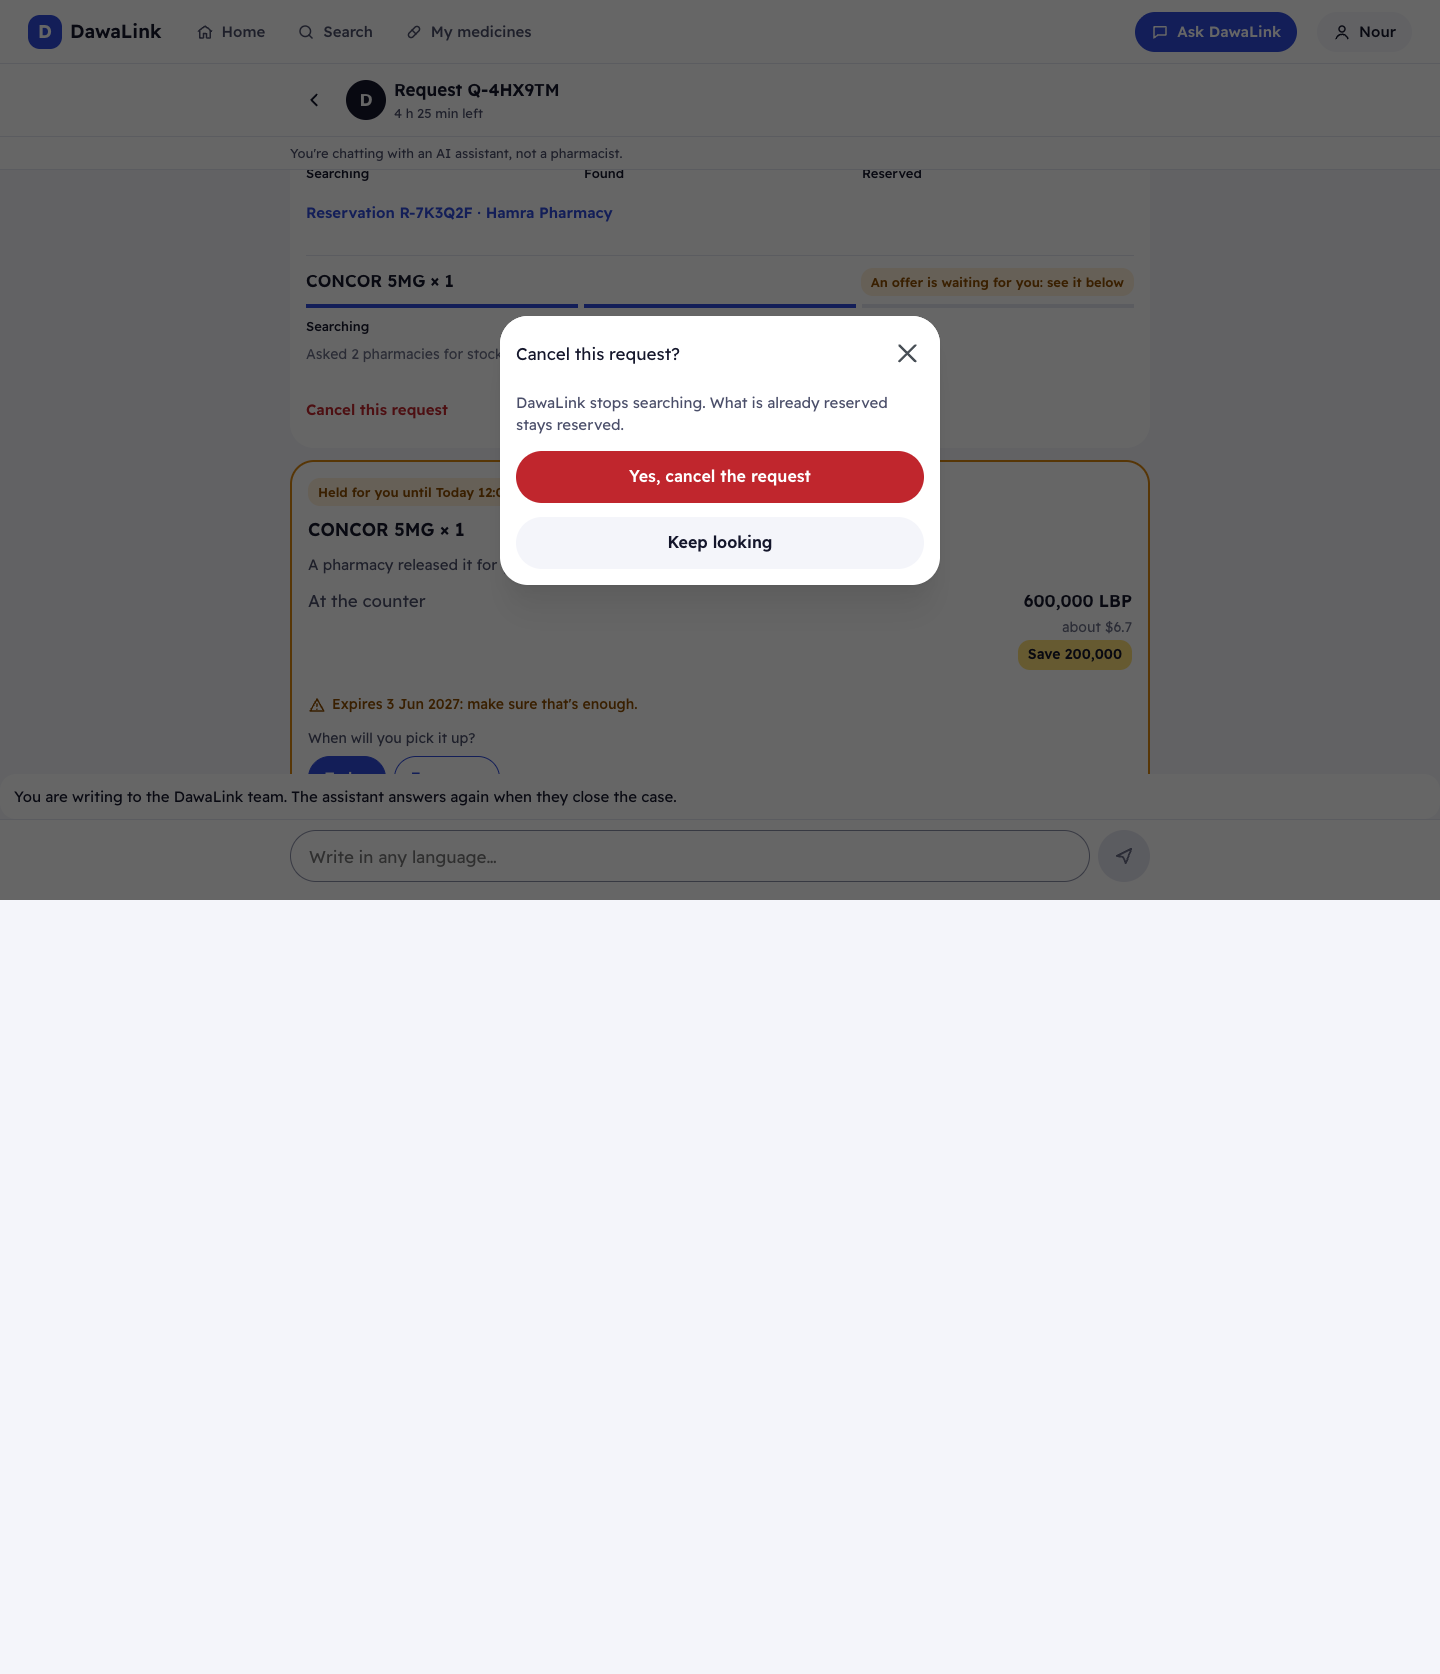 D DawaLink Home Search My medicines Ask DawaLink Nour
D Request Q-4HX9TM
4 h 25 min left
You're chatting with an AI assistant, not a pharmacist.
Searching Found Reserved
Reservation R-7K3Q2F · Hamra Pharmacy
CONCOR 5MG × 1 An offer is waiting for you: see it below
Searching
Asked 2 pharmacies for stock
Cancel this request
Cancel this request?
DawaLink stops searching. What is already reserved
stays reserved.
Yes, cancel the request
Keep looking
Held for you until Today
CONCOR 5MG × 1
A pharmacy released it for
At the counter 600,000 LBP
about $6.7
Save 200,000
Expires 3 Jun 2027: make sure that's enough.
When will you pick it up?
You are writing to the DawaLink team. The assistant answers again when they close the case.
Write in any language…